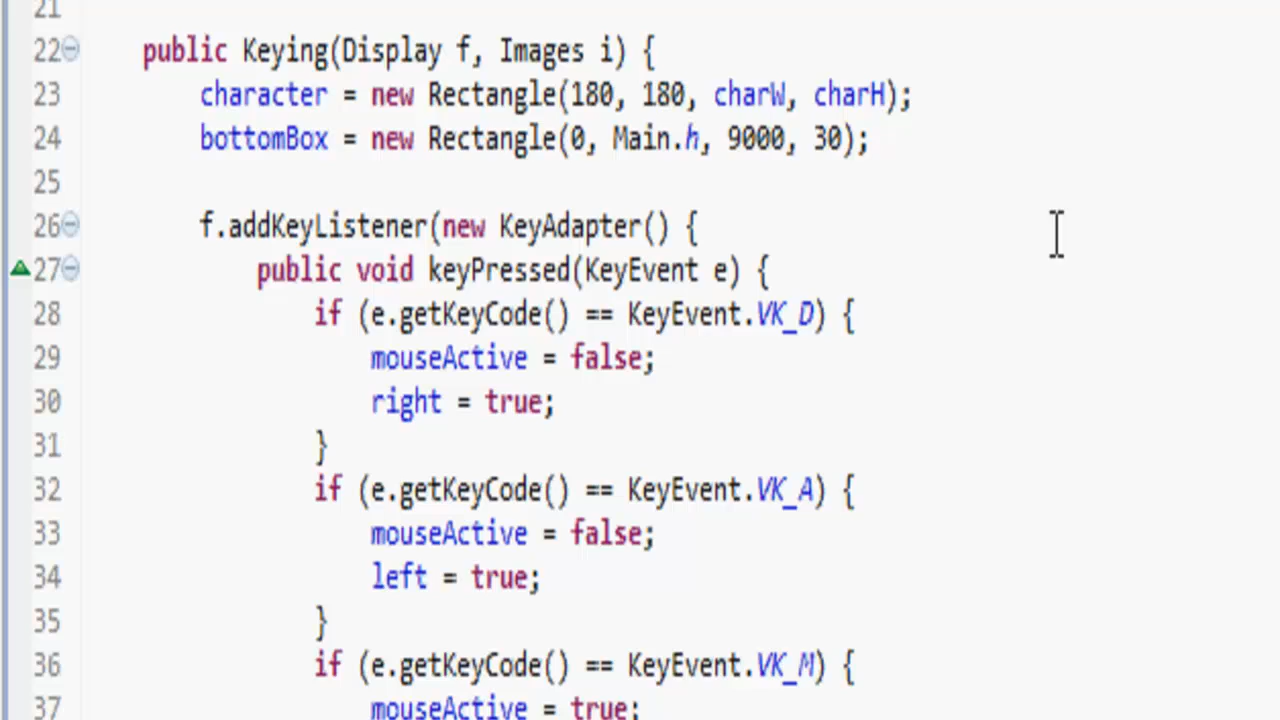 21
22 public Keying(Display f, Images i) {
23 character = new Rectangle(180, 180, charW, charH);
24 bottomBox = new Rectangle(0, Main.h, 9000, 30);
25
26 f.addKeyListener(new KeyAdapter() {
27 public void keyPressed(KeyEvent e) {
28 if (e.getKeyCode() == KeyEvent.VK_D) {
29 mouseActive = false;
30 right = true;
31 }
32 if (e.getKeyCode() == KeyEvent.VK_A) {
33 mouseActive = false;
34 left = true;
35 }
36 if (e.getKeyCode() == KeyEvent.VK_M) {
37 mouseActive = true;